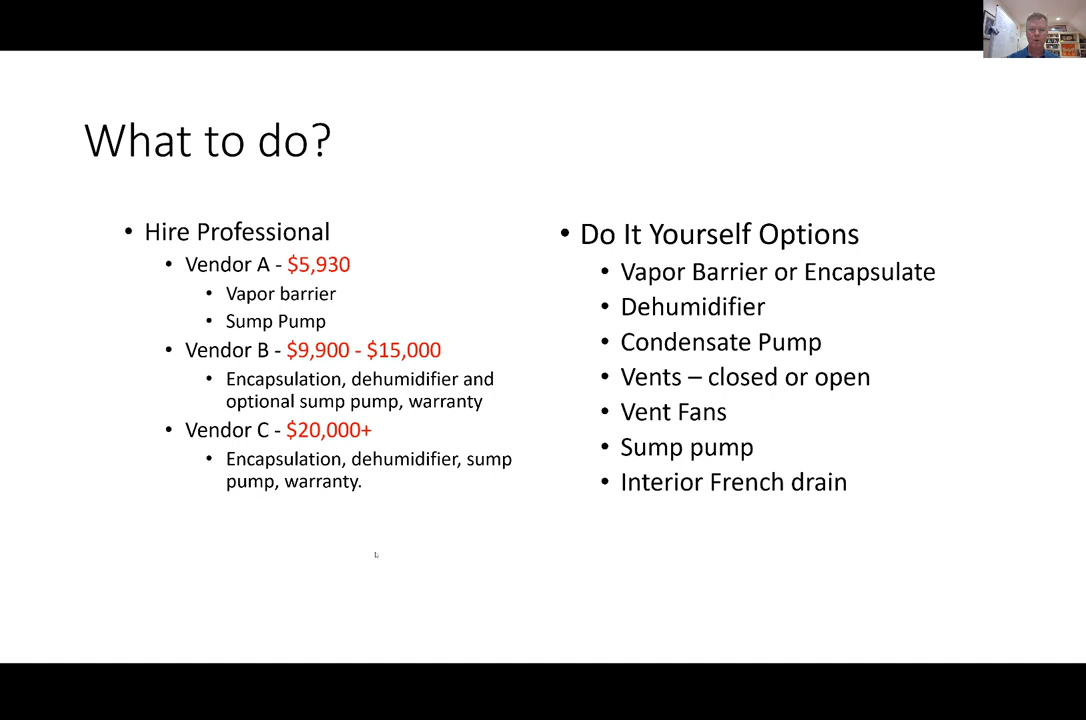 What to do?
• Hire Professional
• Vendor A - $5,930
• Vapor barrier
• Sump Pump
• Vendor B - $9,900 - $15,000
• Encapsulation, dehumidifier and
optional sump pump, warranty
• Vendor C - $20,000+
• Encapsulation, dehumidifier, sump
pump, warranty.
• Do It Yourself Options
• Vapor Barrier or Encapsulate
• Dehumidifier
• Condensate Pump
• Vents – closed or open
• Vent Fans
• Sump pump
• Interior French drain